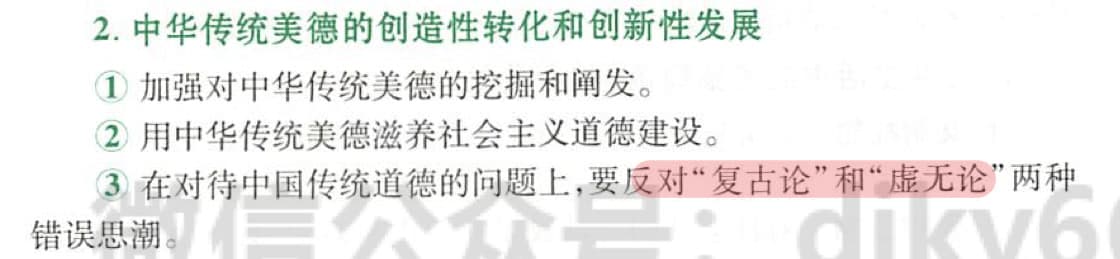 2. 中华传统美德的创造性转化和创新性发展
① 加强对中华传统美德的挖掘和阐发。
② 用中华传统美德滋养社会主义道德建设。
③ 在对待中国传统道德的问题上，要反对“复古论”和“虚无论”两种
错误思潮。
微信公众号：djky66